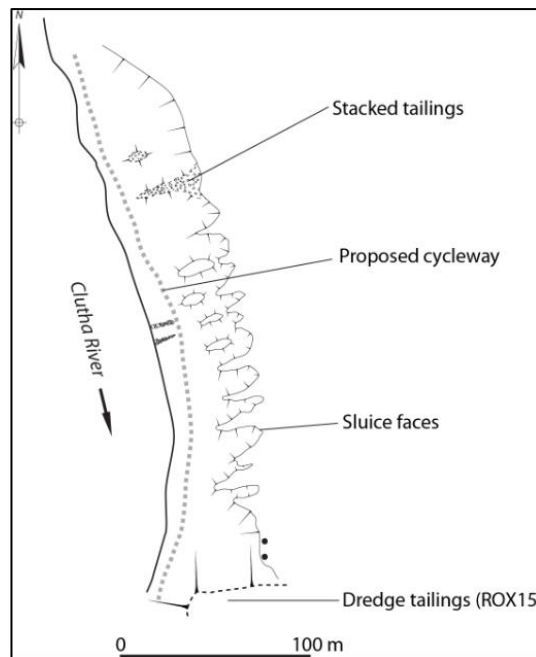 N
Stacked tailings
Proposed cycleway
Clutha River
Sluice faces
Dredge tailings (ROX15
0
100 m